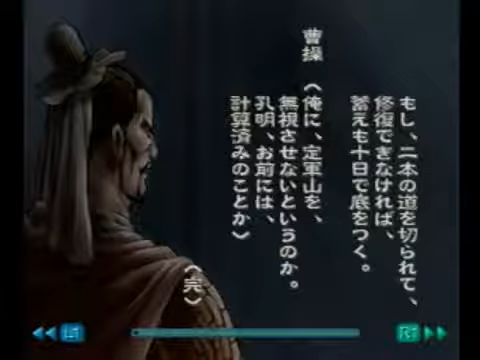 もし、二本の道を切られて、
修復できなければ、
蓄えも十日で底をつく。
曹操
（俺に、定軍山を、
無視させないというのか。
孔明、お前には、
計算済みのことか）
（完）
L1
R1